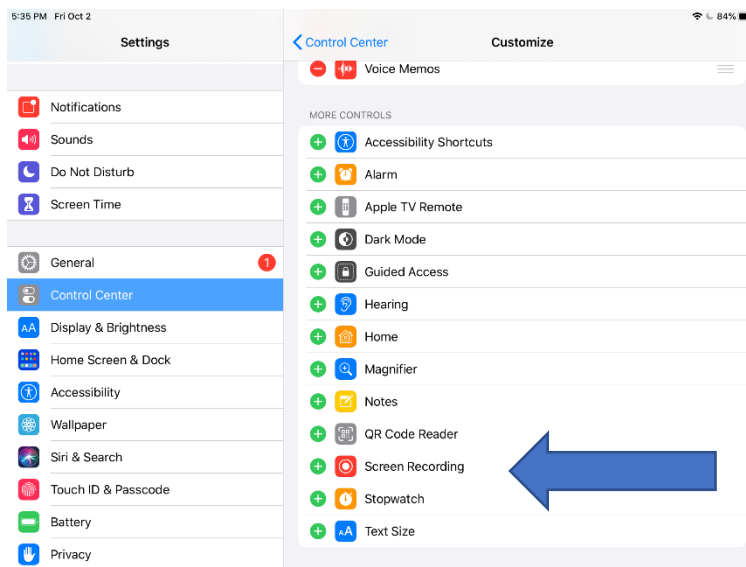 5:35 PM Fri Oct 2
84%
Settings
Notifications
Sounds
Do Not Disturb
Screen Time
General
1
Control Center
AA Display & Brightness
Home Screen & Dock
Accessibility
Wallpaper
Siri & Search
Touch ID & Passcode
Battery
Privacy
Control Center
Customize
Voice Memos
MORE CONTROLS
Accessibility Shortcuts
Alarm
Apple TV Remote
Dark Mode
Guided Access
Hearing
Home
Magnifier
Notes
QR Code Reader
Screen Recording
Stopwatch
AA Text Size